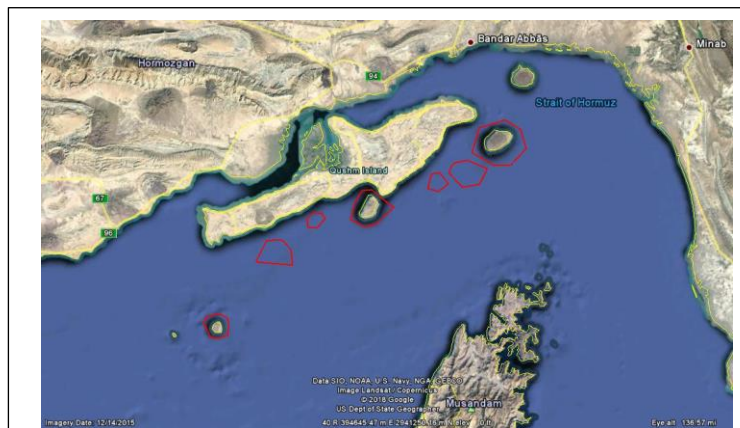 Bandar Abbās
Minab
Hormozgan
94
Strait of Hormuz
Qushm Island
67
96
Data SIO, NOAA, U.S. Navy, NGA, GEBCO
Image Landsat / Copernicus
© 2018 Google
US Dept of State Geographer
Musandam
Imagery Date: 12/14/2015
Eye alt 136.57 mi